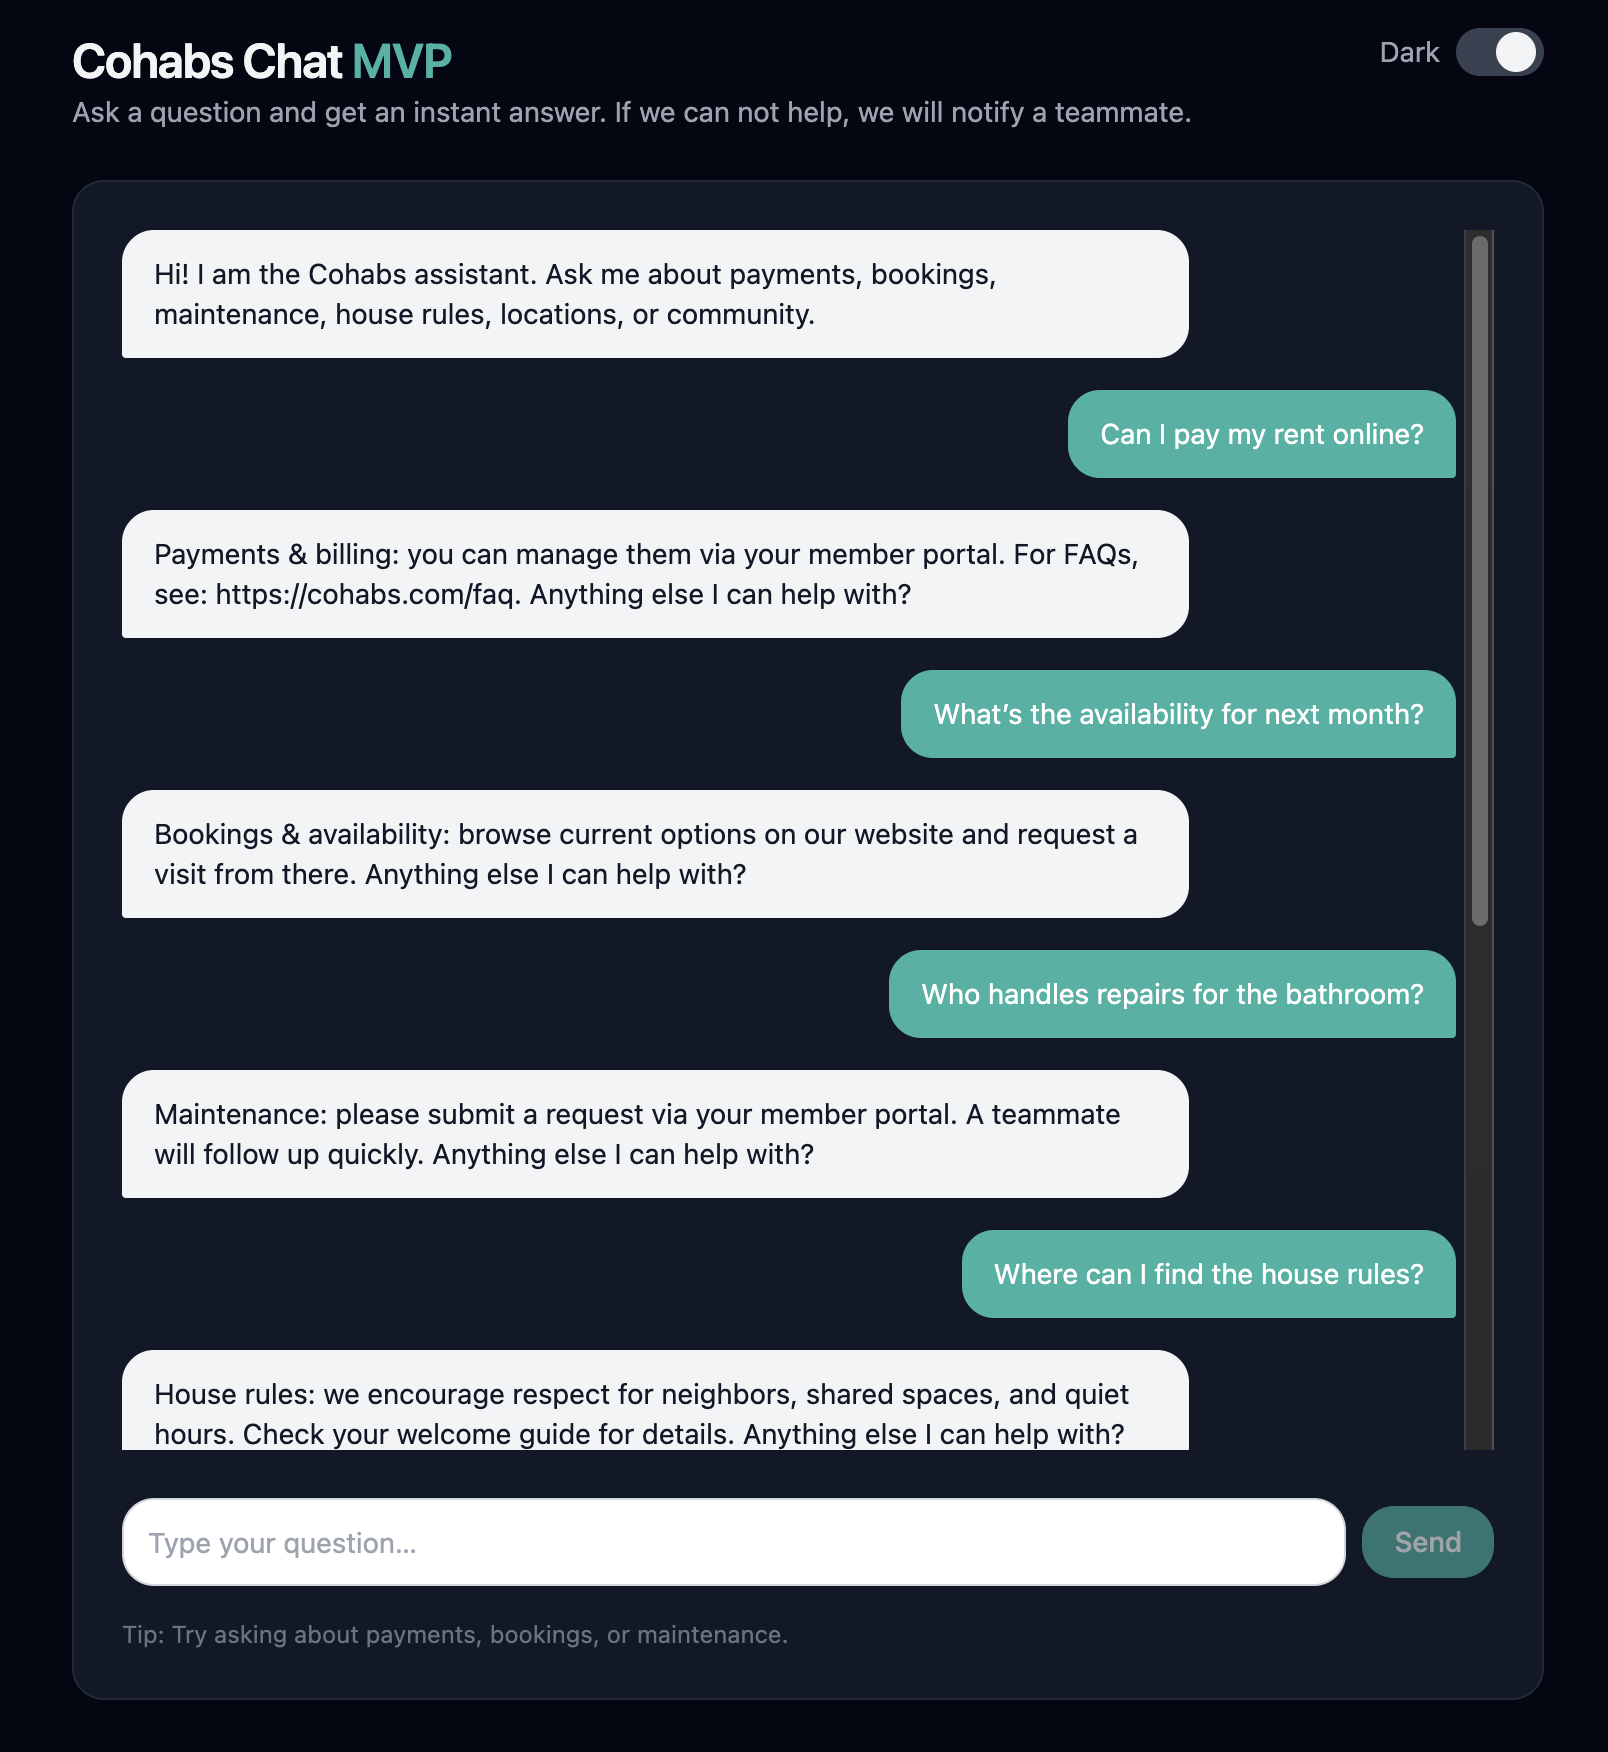 Cohabs Chat MVP
Dark
Ask a question and get an instant answer. If we can not help, we will notify a teammate.
Hi! I am the Cohabs assistant. Ask me about payments, bookings,
maintenance, house rules, locations, or community.
Can I pay my rent online?
Payments & billing: you can manage them via your member portal. For FAQs,
see: https://cohabs.com/faq. Anything else I can help with?
What’s the availability for next month?
Bookings & availability: browse current options on our website and request a
visit from there. Anything else I can help with?
Who handles repairs for the bathroom?
Maintenance: please submit a request via your member portal. A teammate
will follow up quickly. Anything else I can help with?
Where can I find the house rules?
House rules: we encourage respect for neighbors, shared spaces, and quiet
hours. Check your welcome guide for details. Anything else I can help with?
Type your question...
Send
Tip: Try asking about payments, bookings, or maintenance.